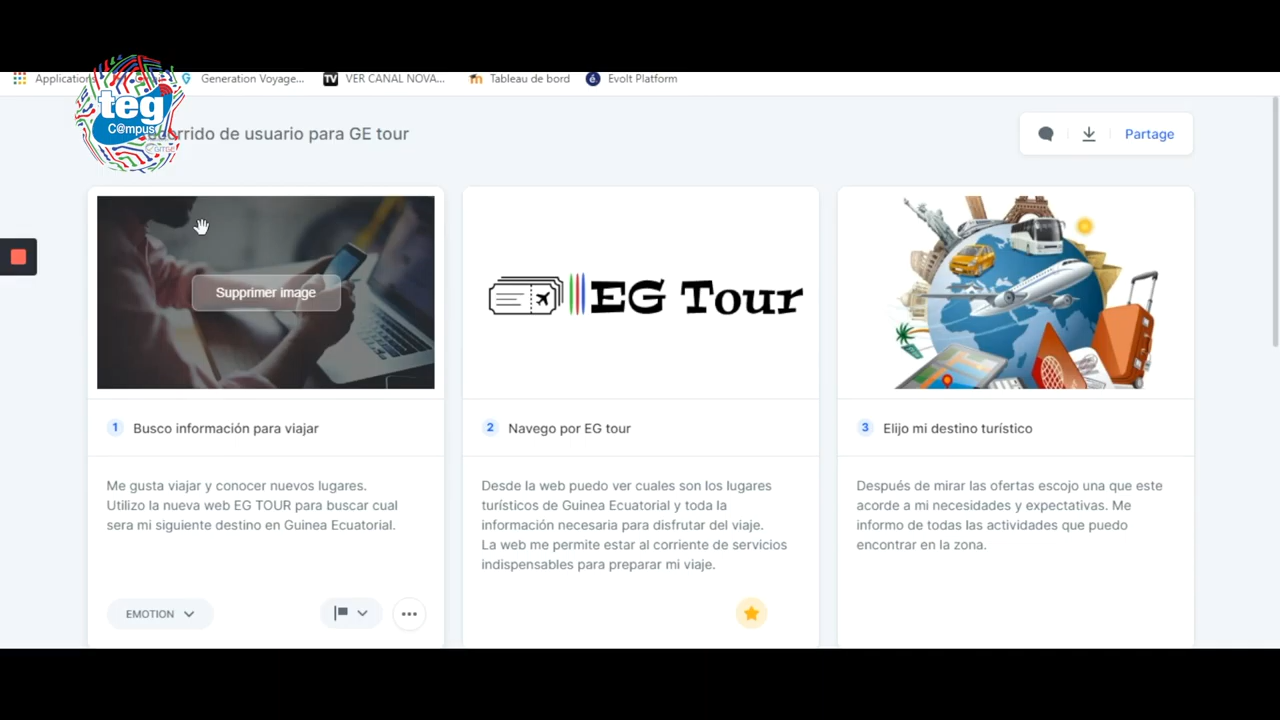 Applications
Generation Voyage...
TV VER CANAL NOVA...
Tableau de bord
é Evolt Platform
teg
C@mpus
de usuario para GE tour
Partage
Supprimer image
EG Tour
1 Busco información para viajar
2 Navego por EG tour
3 Elijo mi destino turístico
Me gusta viajar y conocer nuevos lugares.
Utilizo la nueva web EG TOUR para buscar cual
sera mi siguiente destino en Guinea Ecuatorial.
Desde la web puedo ver cuales son los lugares
turísticos de Guinea Ecuatorial y toda la
información necesaria para disfrutar del viaje.
La web me permite estar al corriente de servicios
indispensables para preparar mi viaje.
Después de mirar las ofertas escojo una que este
acorde a mi necesidades y expectativas. Me
informo de todas las actividades que puedo
encontrar en la zona.
EMOTION